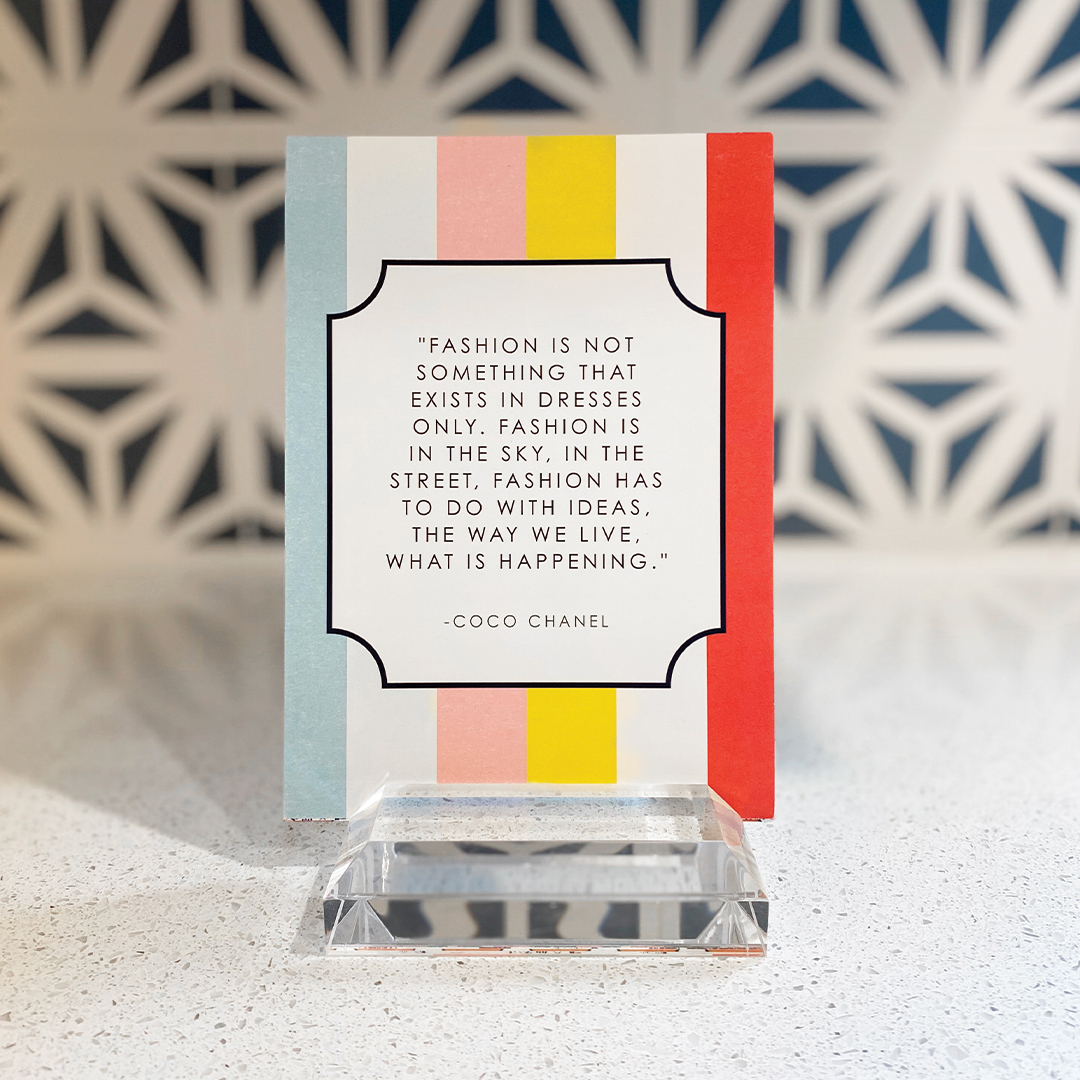 "FASHION IS NOT
SOMETHING THAT
EXISTS IN DRESSES
ONLY. FASHION IS
IN THE SKY, IN THE
STREET, FASHION HAS
TO DO WITH IDEAS,
THE WAY WE LIVE,
WHAT IS HAPPENING."
-COCO CHANEL